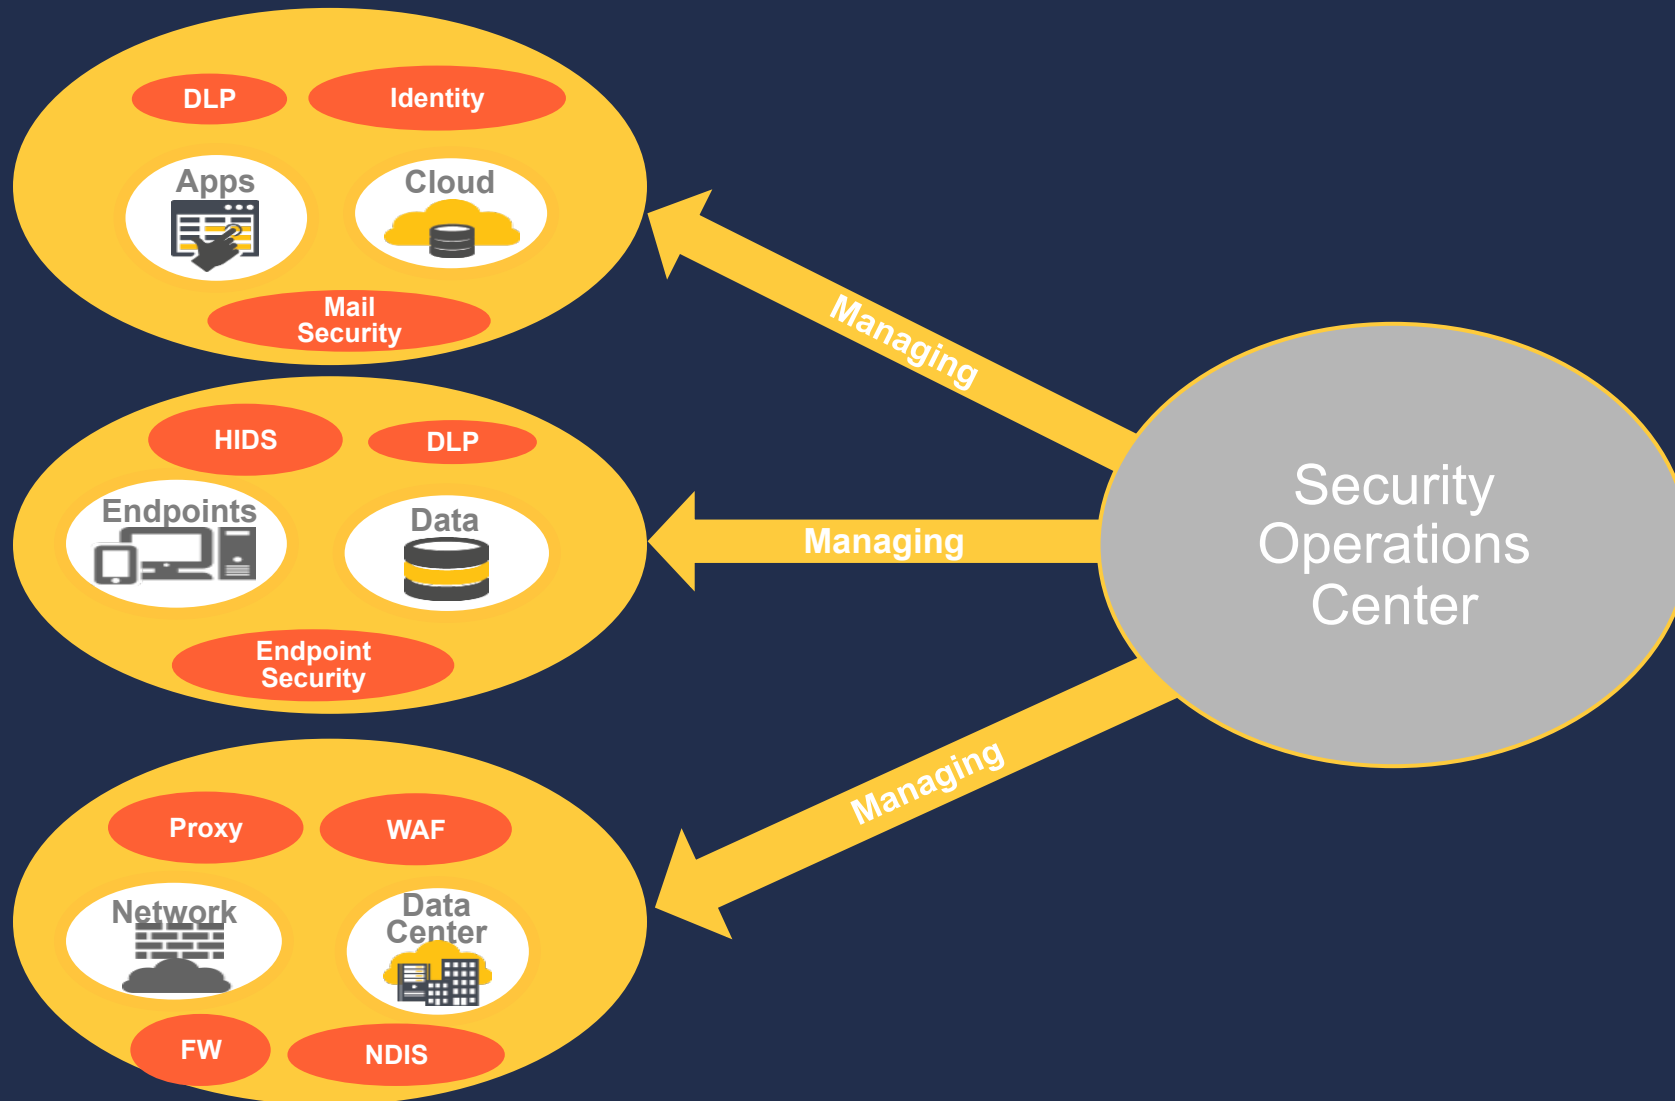 DLP
Identity
Apps
Cloud
Mail
Security
Managing
HIDS
DLP
Endpoints
Data
Endpoint
Security
Managing
Security
Operations
Center
Proxy
WAF
Network
Data
Center
FW
NDIS
Managing